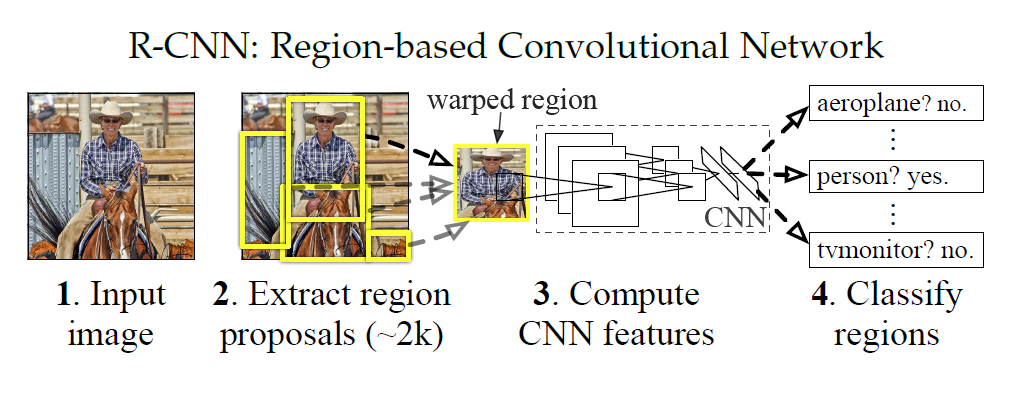 R-CNN: Region-based Convolutional Network
warped region
aeroplane? no.
⋮
person? yes.
⋮
tvmonitor? no.
CNN
1. Input
image
2. Extract region
proposals (~2k)
3. Compute
CNN features
4. Classify
regions